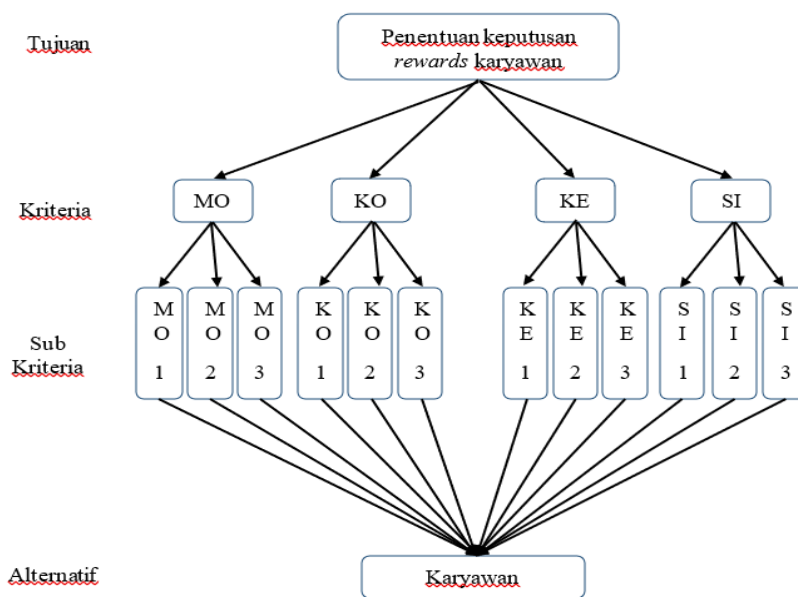 Tujuan
Penentuan keputusan
rewards karyawan
Kriteria
MO
KO
KE
SI
Sub
Kriteria
M
O
1
M
O
2
M
O
3
K
O
1
K
O
2
K
O
3
K
E
1
K
E
2
K
E
3
S
I
1
S
I
2
S
I
3
Alternatif
Karyawan